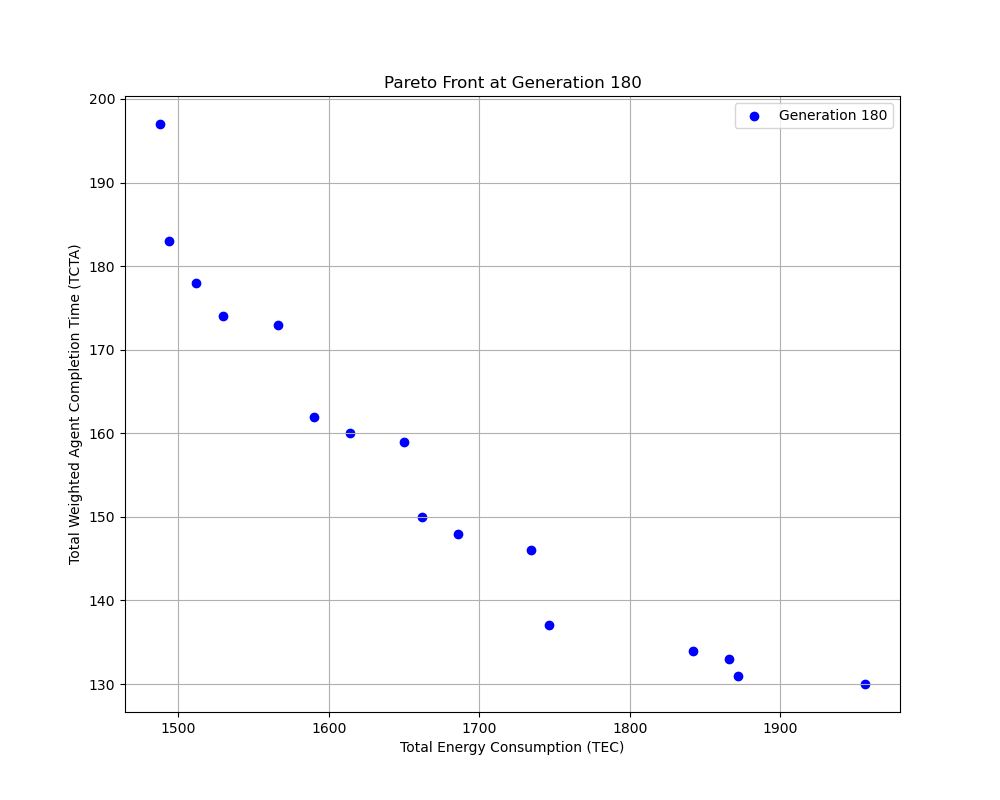 Pareto Front at Generation 180
Generation 180
Total Weighted Agent Completion Time (TCTA)
200
190
180
170
160
150
140
130
1500 1600 1700 1800 1900
Total Energy Consumption (TEC)